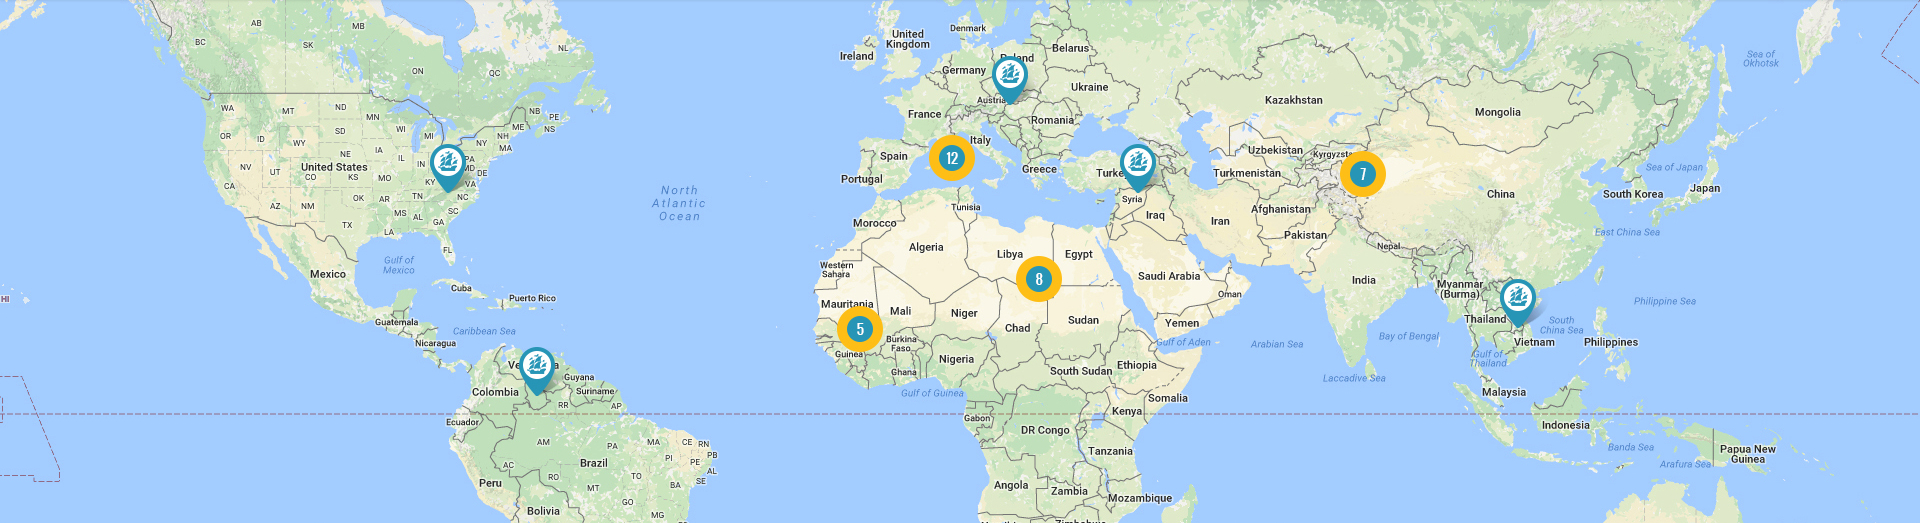 AB
MB
BC
SK
ON
QC
NL
WA
MT
ND
MN
NB
PE
NS
ME
OR
ID
WY
SD
WI
MI
NH
MA
NY
NE
IA
IL
IN
PA
MD
DE
NV
UT
United States
CO
KS
MO
KY
VA
CA
AZ
NM
OK
AR
TN
NC
SC
MS
AL
GA
TX
LA
FL
HI
Gulf of
Mexico
Mexico
Cuba
Puerto Rico
Guatemala
Caribbean Sea
Nicaragua
Guyana
Suriname
Colombia
RR
AP
Ecuador
AM
PA
MA
CE
RN
PB
PI
PE
AL
SE
AC
RO
Brazil
TO
BA
MT
Peru
GO
Bolivia
MG
North
Atlantic
Ocean
United
Kingdom
Ireland
Denmark
Belarus
Germany
Ukraine
Austria
France
Romania
12
Italy
Spain
Portugal
Greece
Tunisia
Morocco
Syria
Iraq
Iran
Algeria
Libya
Egypt
Western
Sahara
Saudi Arabia
8
Oman
Mauritania
Mali
Niger
Chad
Sudan
Yemen
5
Guinea
Burkina
Faso
Gulf of Aden
Ghana
Nigeria
South Sudan
Ethiopia
Gulf of Guinea
Somalia
Gabon
Kenya
DR Congo
Tanzania
Angola
Zambia
Mozambique
Kazakhstan
Mongolia
Uzbekistan
7
Turkmenistan
China
Afghanistan
Pakistan
Nepal
India
Myanmar
(Burma)
Thailand
Vietnam
South
China Sea
Gulf of
Thailand
Malaysia
Philippines
Philippine Sea
Bay of Bengal
Arabian Sea
Laccadive Sea
Indonesia
Banda Sea
Arafura Sea
Papua New
Guinea
Sea of
Okhotsk
Sea of Japan
South Korea
Japan
East China Sea